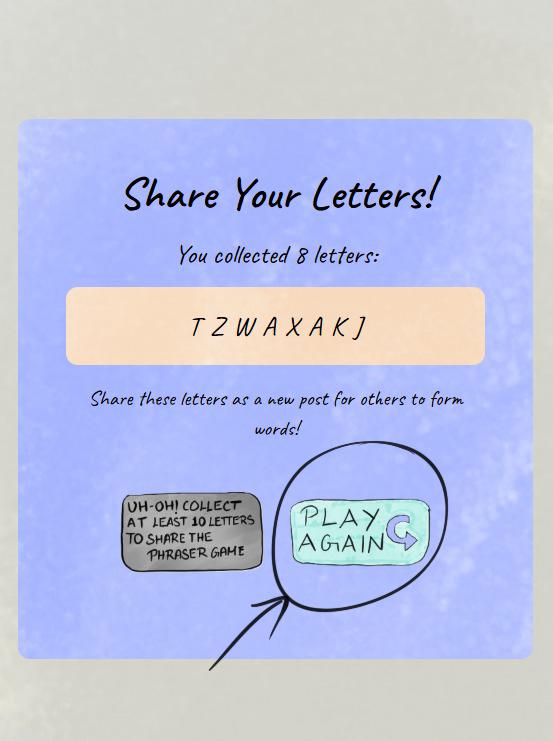 Share Your Letters!
You collected 8 letters:
T Z W A X A K J
Share these letters as a new post for others to form
words!
UH-OH! COLLECT
AT LEAST 10 LETTERS
TO SHARE THE
PHRASER GAME
PLAY
AGAIN